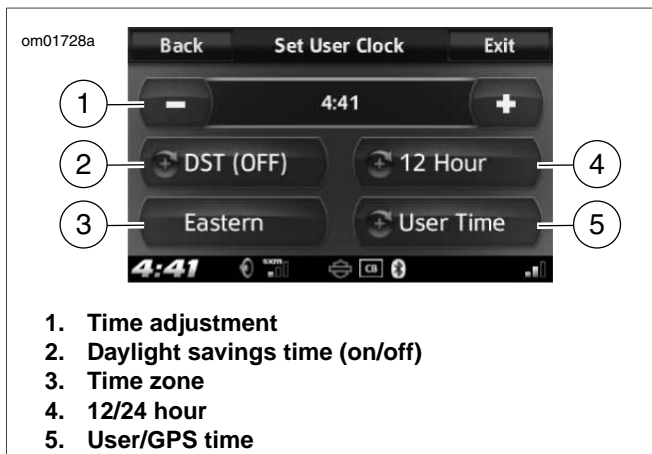 om01728a
Back Set User Clock Exit
1 - 4:41 +
2 DST (OFF) 12 Hour 4
3 Eastern User Time 5
4:41 sxm CB
1. Time adjustment
2. Daylight savings time (on/off)
3. Time zone
4. 12/24 hour
5. User/GPS time